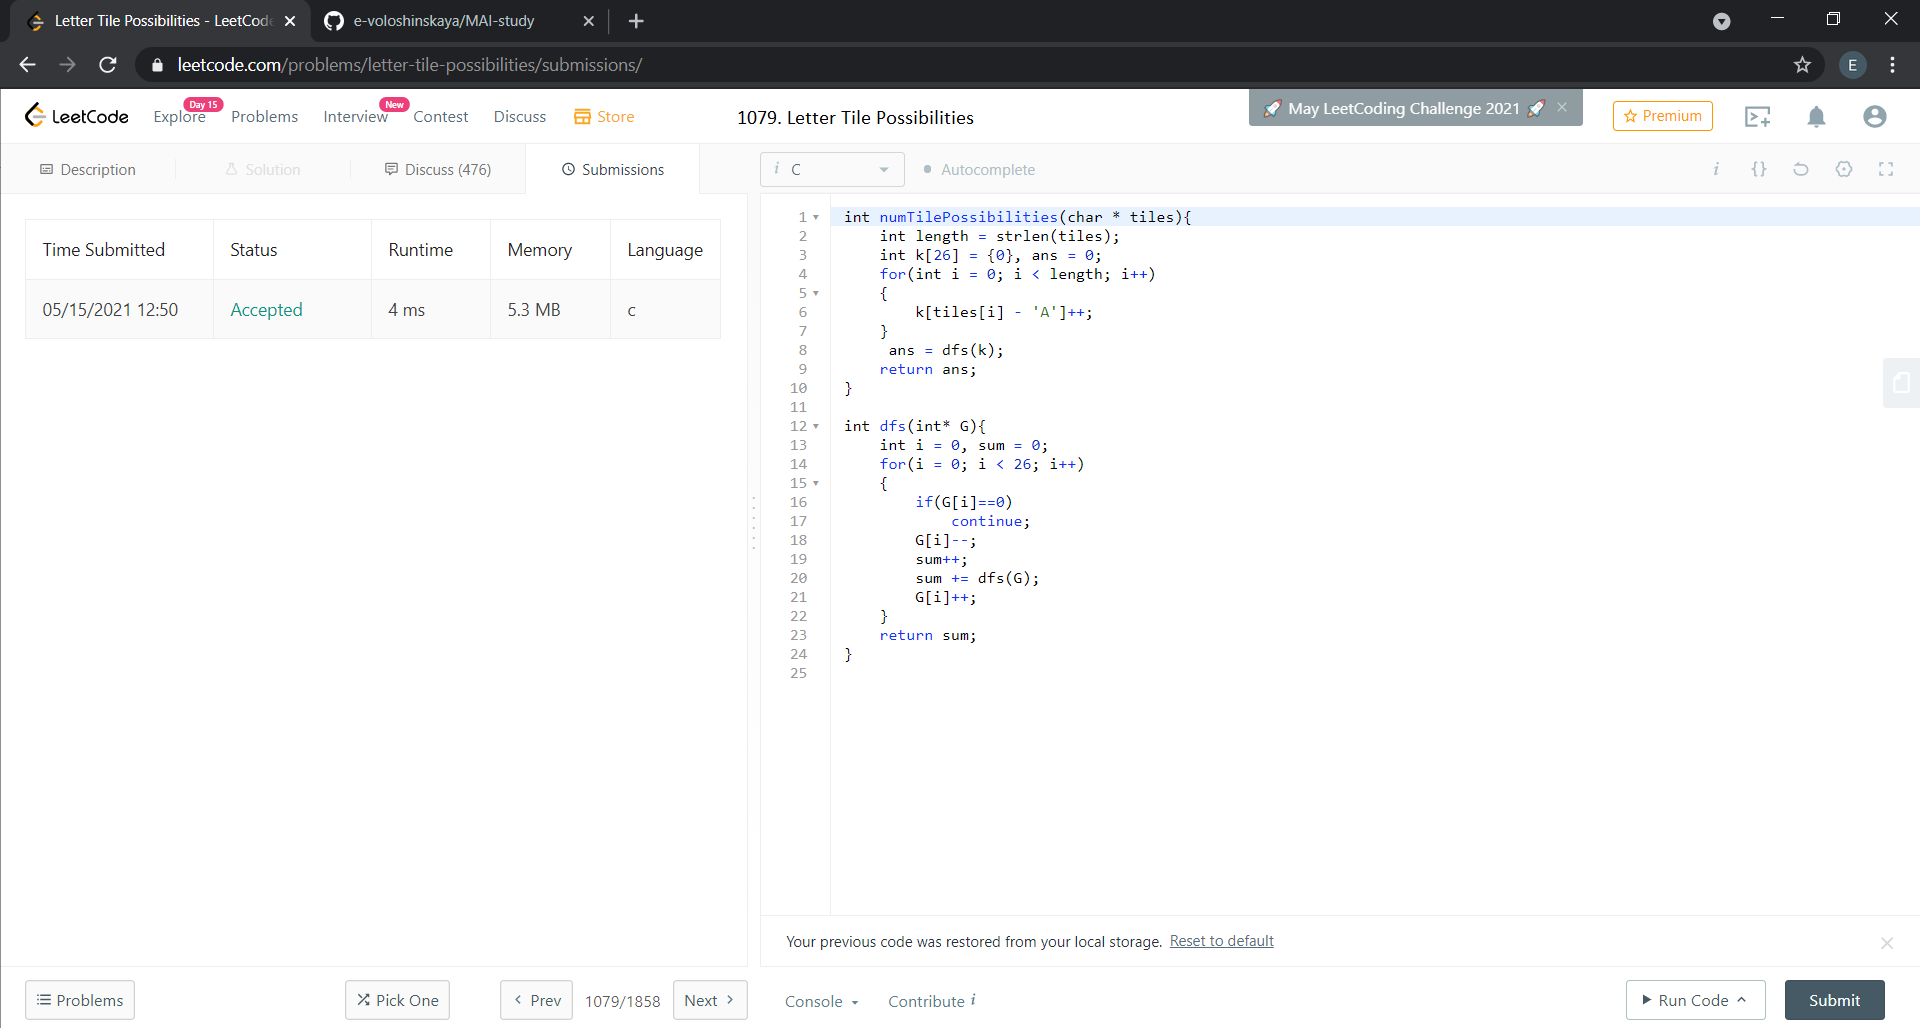 Letter Tile Possibilities - LeetCode
e-voloshinskaya/MAI-study
leetcode.com/problems/letter-tile-possibilities/submissions/
E
LeetCode
Explore
Day 15
Problems
Interview
New
Contest
Discuss
Store
1079. Letter Tile Possibilities
🚀 May LeetCoding Challenge 2021 🚀
Premium
Description
Solution
Discuss (476)
Submissions
i C
Autocomplete
i {}
Time Submitted Status Runtime Memory Language
05/15/2021 12:50 Accepted 4 ms 5.3 MB c
1 int numTilePossibilities(char * tiles){
2 int length = strlen(tiles);
3 int k[26] = {0}, ans = 0;
4 for(int i = 0; i < length; i++)
5 {
6 k[tiles[i] - 'A']++;
7 }
8 ans = dfs(k);
9 return ans;
10 }
11
12 int dfs(int* G){
13 int i = 0, sum = 0;
14 for(i = 0; i < 26; i++)
15 {
16 if(G[i]==0)
17 continue;
18 G[i]--;
19 sum++;
20 sum += dfs(G);
21 G[i]++;
22 }
23 return sum;
24 }
25
Your previous code was restored from your local storage. Reset to default
Problems
Pick One
Prev
1079/1858
Next
Console
Contribute i
Run Code
Submit